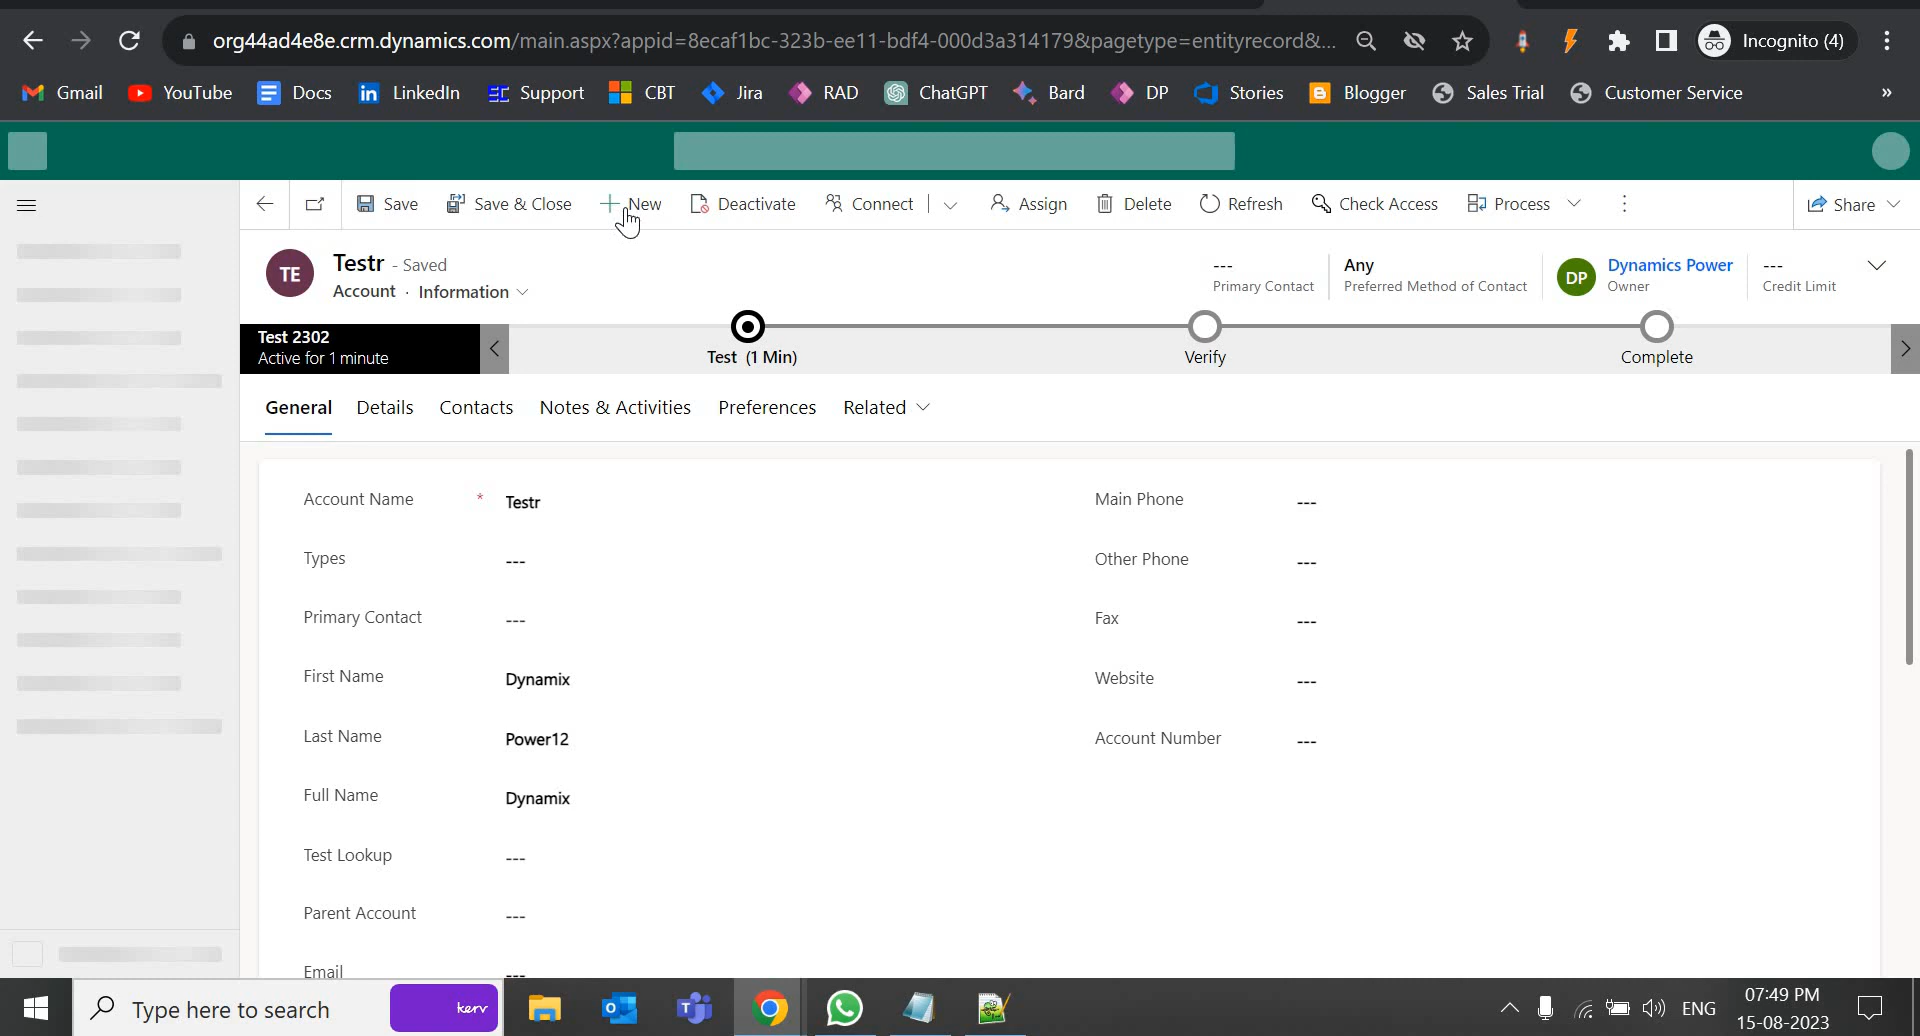 org44ad4e8e.crm.dynamics.com/main.aspx?appid=8ecaf1bc-323b-ee11-bdf4-000d3a314179&pagetype=entityrecord&...
Incognito (4)
Gmail YouTube Docs LinkedIn Support CBT Jira RAD ChatGPT Bard DP Stories Blogger Sales Trial Customer Service »
Save Save & Close New Deactivate Connect Assign Delete Refresh Check Access Process Share
TE
Testr - Saved
Account · Information
---
Primary Contact
Any
Preferred Method of Contact
DP
Dynamics Power
Owner
---
Credit Limit
Test 2302
Active for 1 minute
Test (1 Min)
Verify
Complete
General Details Contacts Notes & Activities Preferences Related
Account Name * Testr
Types ---
Primary Contact ---
First Name Dynamix
Last Name Power12
Full Name Dynamix
Test Lookup ---
Parent Account ---
Email ---
Main Phone ---
Other Phone ---
Fax ---
Website ---
Account Number ---
Type here to search
kerv
ENG
07:49 PM
15-08-2023